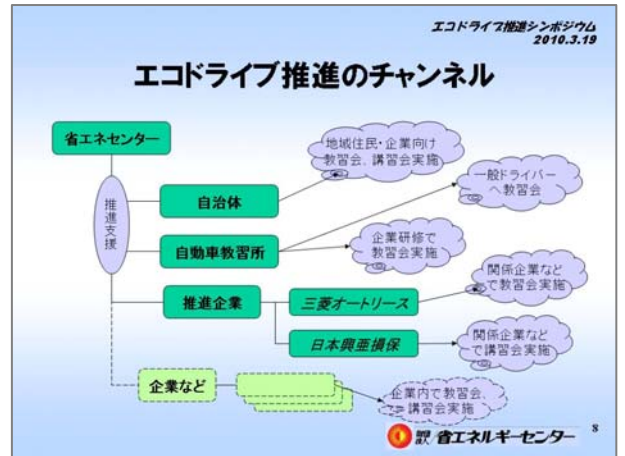 エコドライブ推進シンポジウム
2010.3.19
エコドライブ推進のチャンネル
省エネセンター
推進支援
自治体
地域住民・企業向け
教習会、講習会実施
一般ドライバー
へ教習会
自動車教習所
企業研修で
教習会実施
推進企業
三菱オートリース
関係企業など
で教習会実施
日本興亜損保
関係企業など
で講習会実施
企業など
企業内で教習会、
講習会実施
財団法人 省エネルギーセンター
8